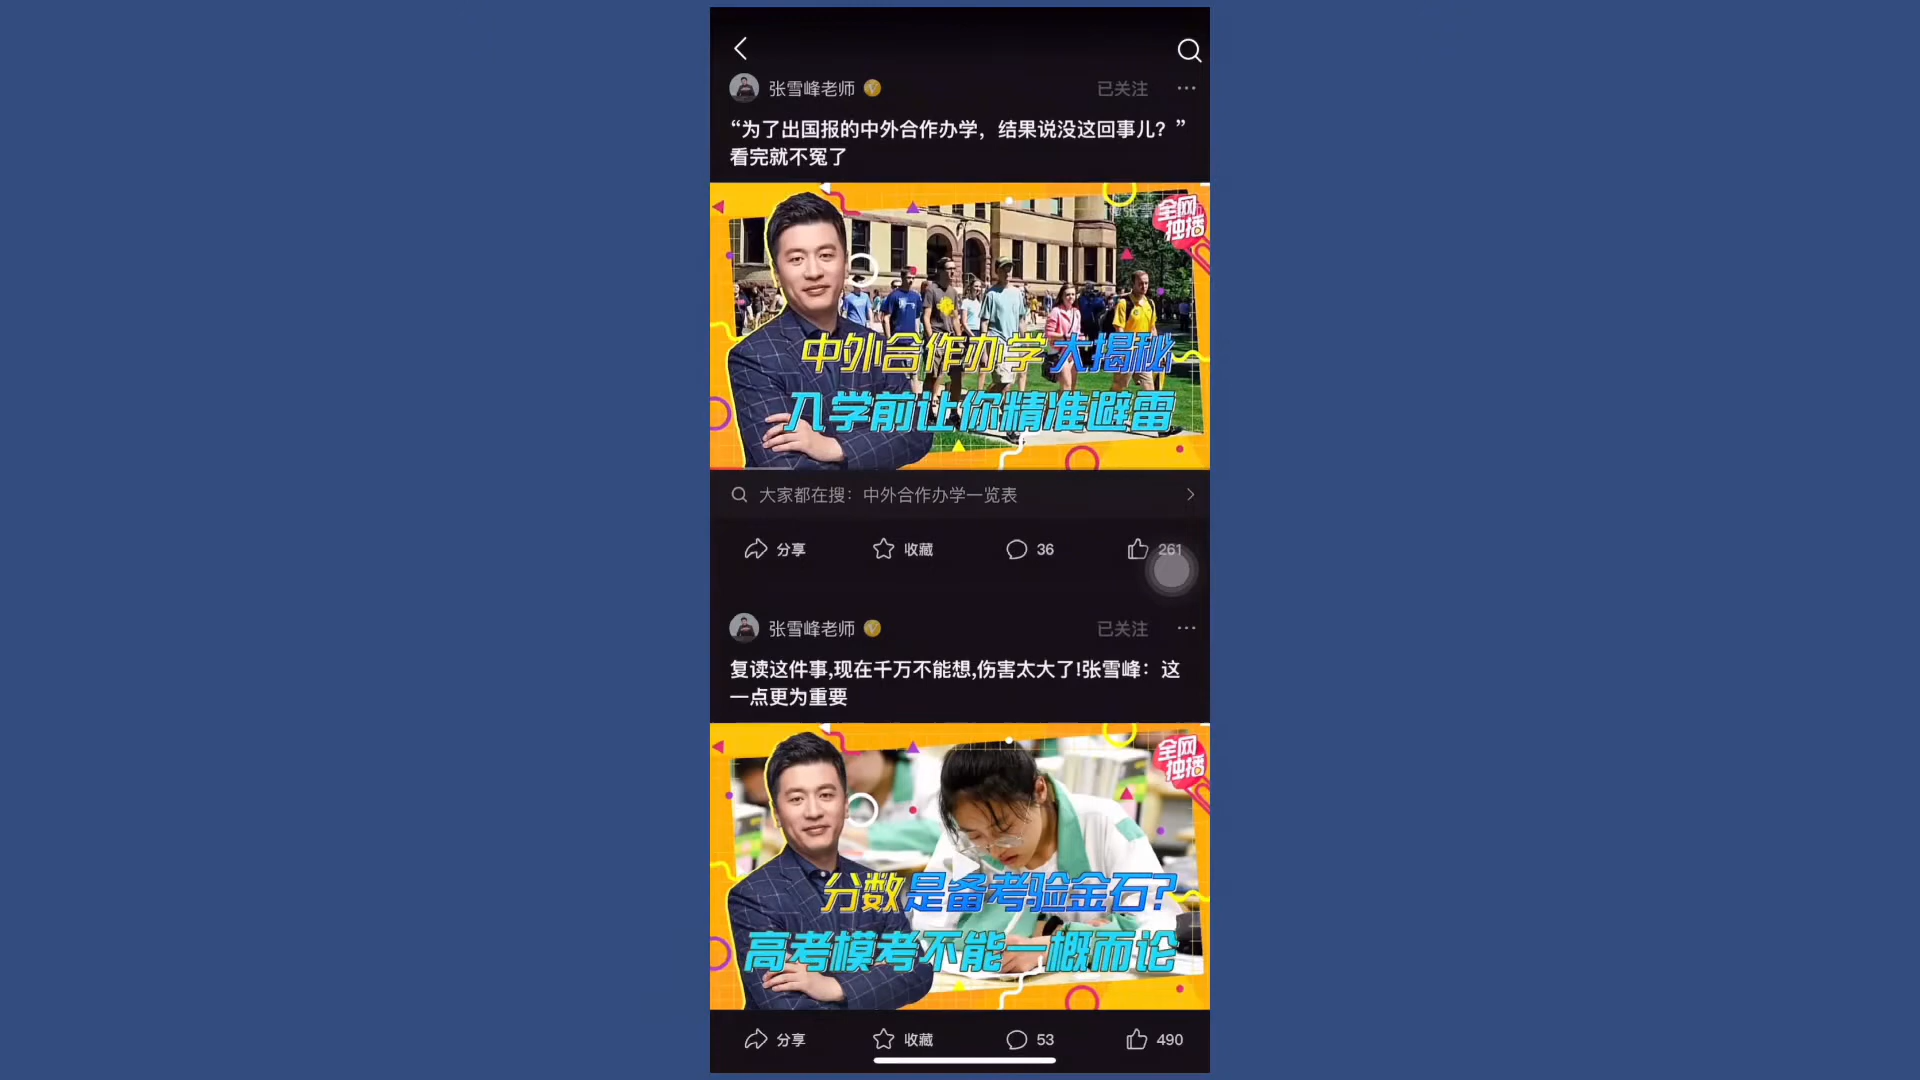 张雪峰老师
已关注
“为了出国报的中外合作办学，结果说没这回事儿？”
看完就不冤了
全网
独播
中外合作办学 大揭秘
入学前让你精准避雷
大家都在搜：中外合作办学一览表
分享 收藏 36 261
张雪峰老师
已关注
复读这件事,现在千万不能想,伤害太大了!张雪峰：这
一点更为重要
全网
独播
分数是备考验金石?
高考模考不能一概而论
分享 收藏 53 490